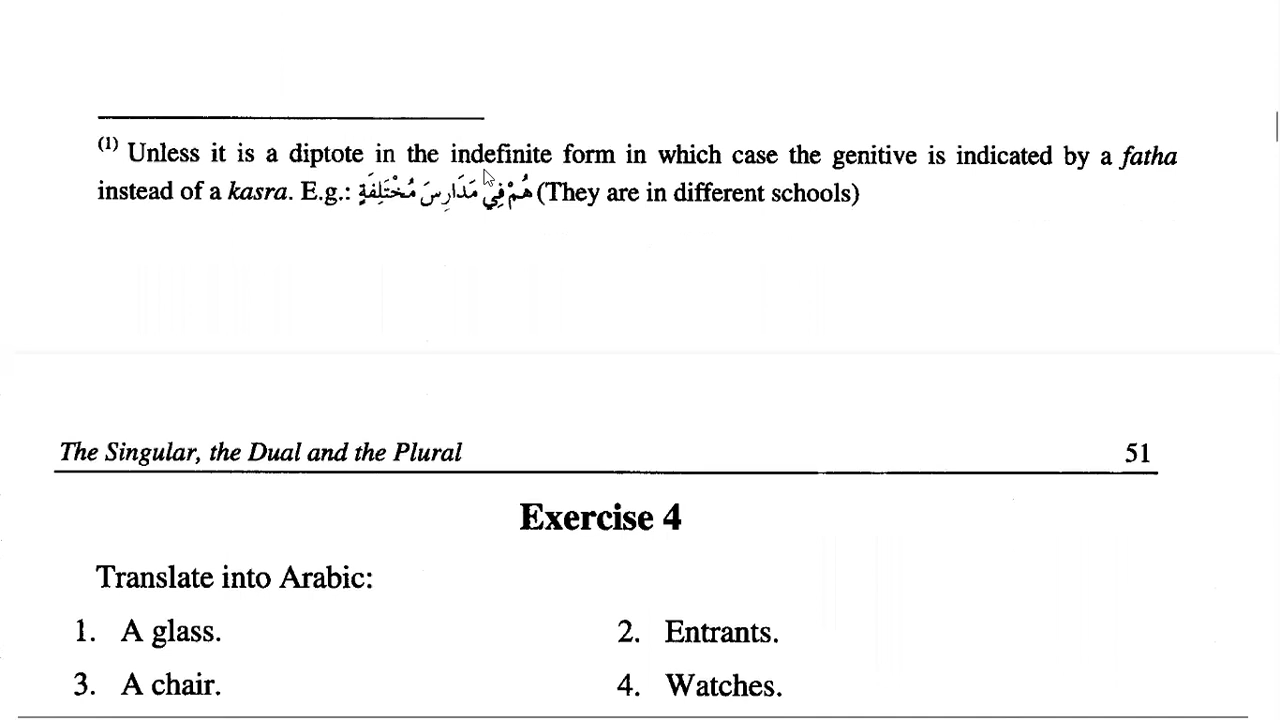 (1) Unless it is a diptote in the indefinite form in which case the genitive is indicated by a fatha
instead of a kasra. E.g.: هُمْ فِيْ مَدَارِسَ مُخْتَلِفَةٍ (They are in different schools)
The Singular, the Dual and the Plural 51
Exercise 4
Translate into Arabic:
1. A glass. 2. Entrants.
3. A chair. 4. Watches.